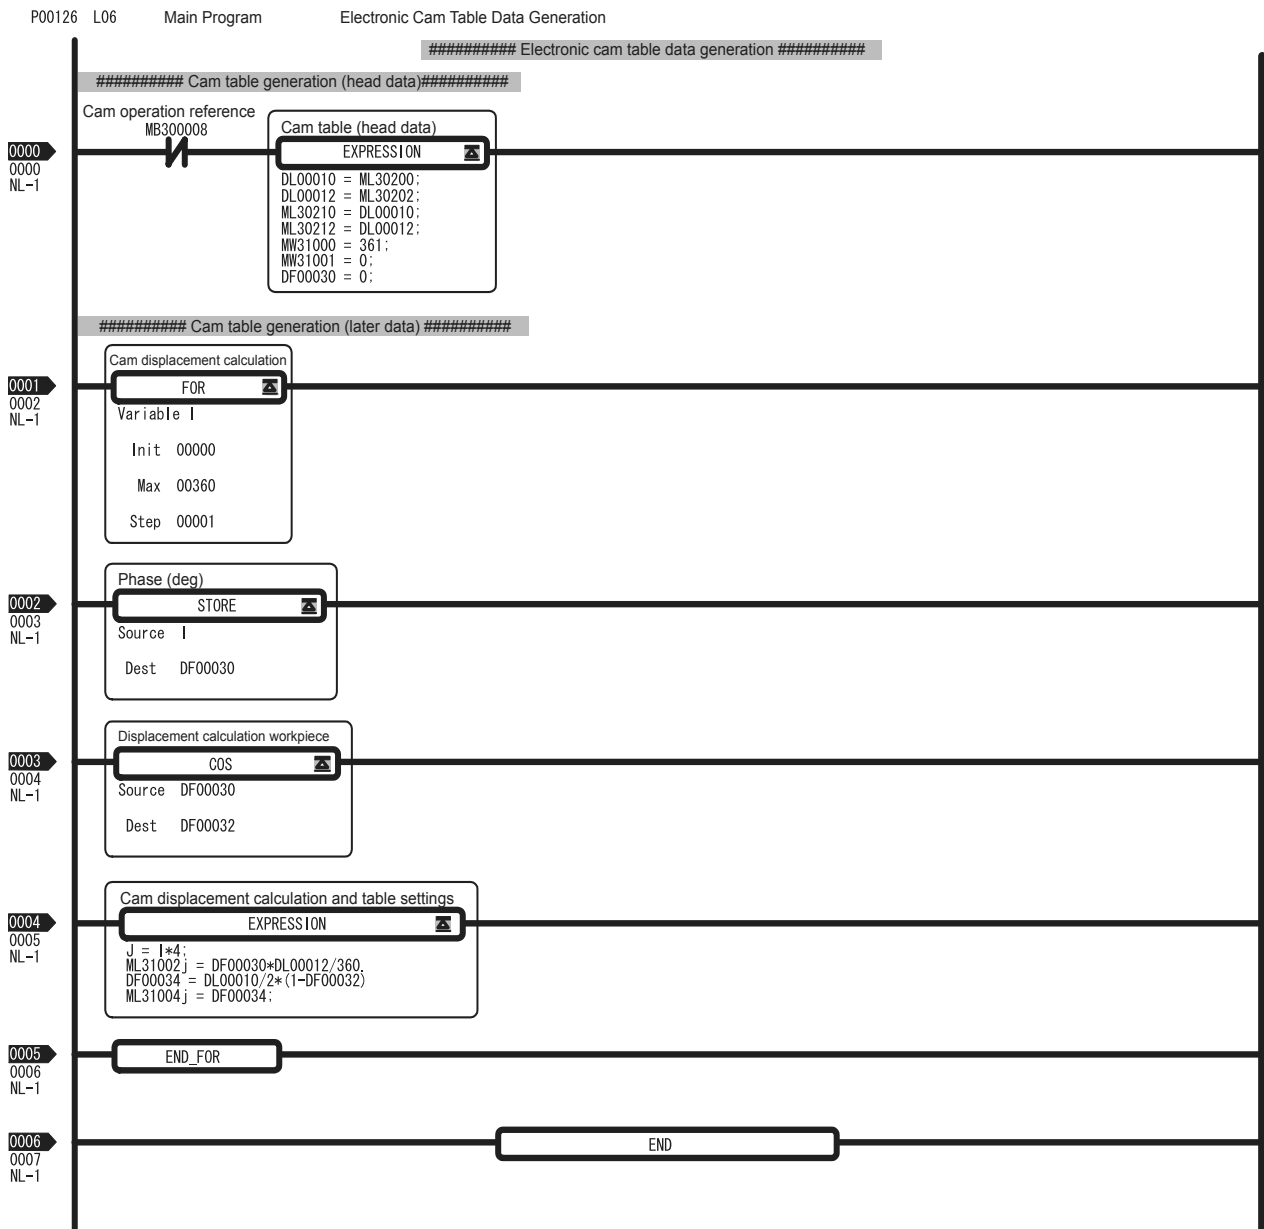 P00126 L06 Main Program Electronic Cam Table Data Generation
########## Electronic cam table data generation ##########
########## Cam table generation (head data)##########
Cam operation reference
MB300008
Cam table (head data)
0000
EXPRESSION
0000
NL-1
DL00010 = ML30200;
DL00012 = ML30202;
ML30210 = DL00010;
ML30212 = DL00012;
MW31000 = 361;
MW31001 = 0;
DF00030 = 0;
########## Cam table generation (later data) ##########
Cam displacement calculation
0001
FOR
0002
NL-1
Variable I
Init 00000
Max 00360
Step 00001
Phase (deg)
0002
STORE
0003
NL-1
Source I
Dest DF00030
Displacement calculation workpiece
0003
COS
0004
NL-1
Source DF00030
Dest DF00032
Cam displacement calculation and table settings
0004
EXPRESSION
0005
NL-1
J = I*4;
ML31002j = DF00030*DL00012/360.
DF00034 = DL00010/2*(1-DF00032)
ML31004j = DF00034;
0005
END_FOR
0006
NL-1
0006
END
0007
NL-1